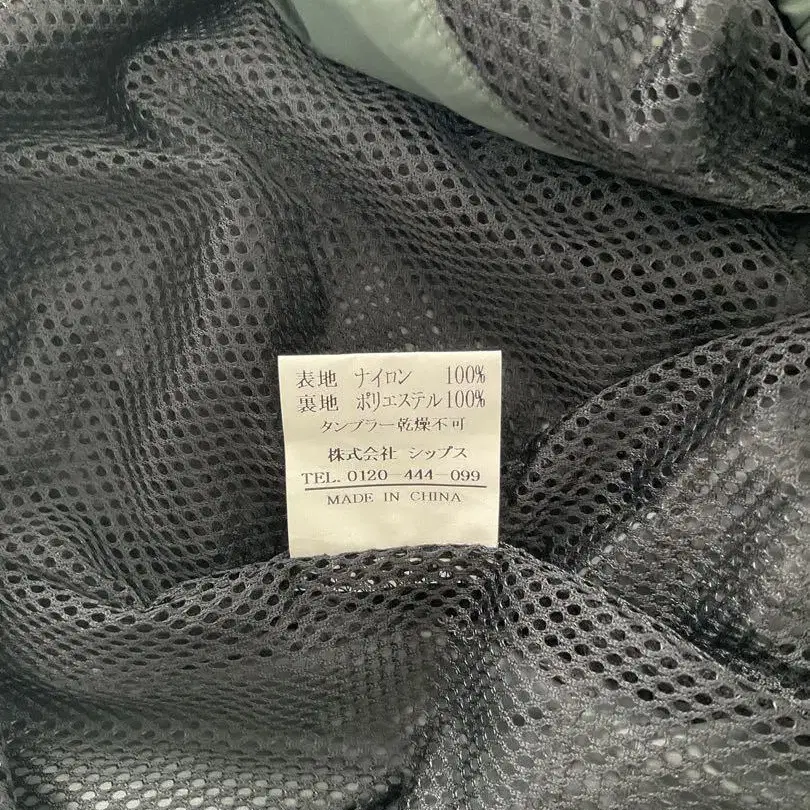 表地 ナイロン 100%
裏地 ポリエステル100%
タンブラー乾燥不可
株式会社 シップス
TEL. 0120-444-099
MADE IN CHINA